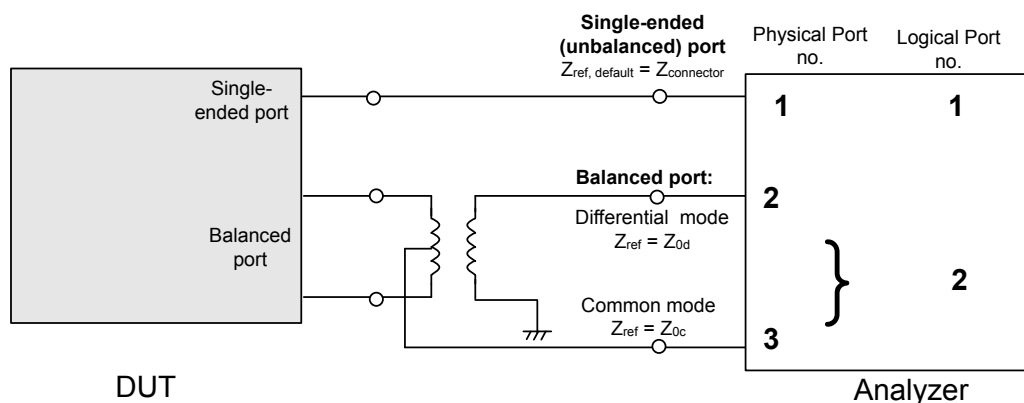 Single-ended
(unbalanced) port
Zref, default = Zconnector
Physical Port
no.
Logical Port
no.
Single-
ended port
1
1
Balanced port:
2
Differential mode
Zref = Z0d
Balanced
port
}
2
Common mode
Zref = Z0c
3
DUT
Analyzer